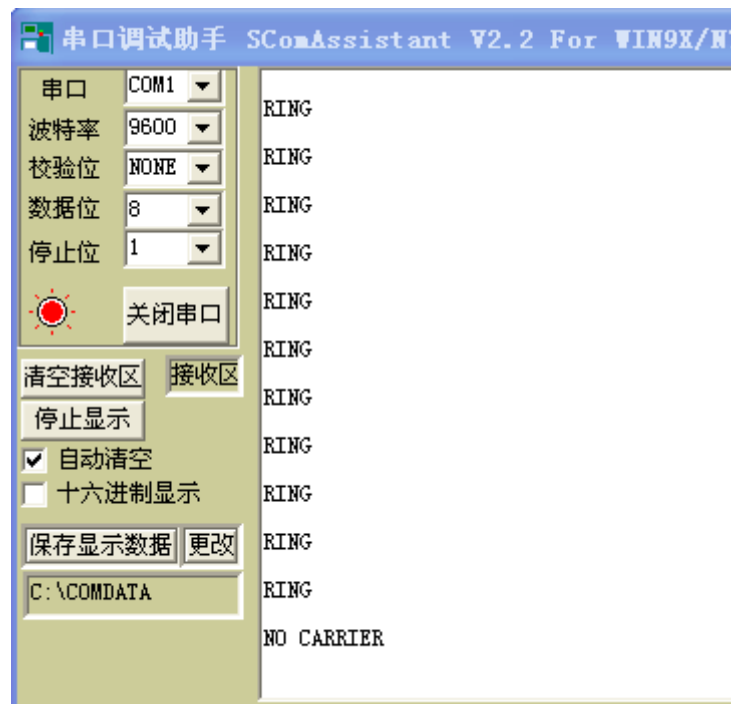 串口调试助手 SComAssistant V2.2 For WIN9X/N
串口 COM1
波特率 9600
校验位 NONE
数据位 8
停止位 1
关闭串口
清空接收区 接收区
停止显示
自动清空
十六进制显示
保存显示数据 更改
C:\COMDATA
RING
RING
RING
RING
RING
RING
RING
RING
RING
RING
RING
NO CARRIER